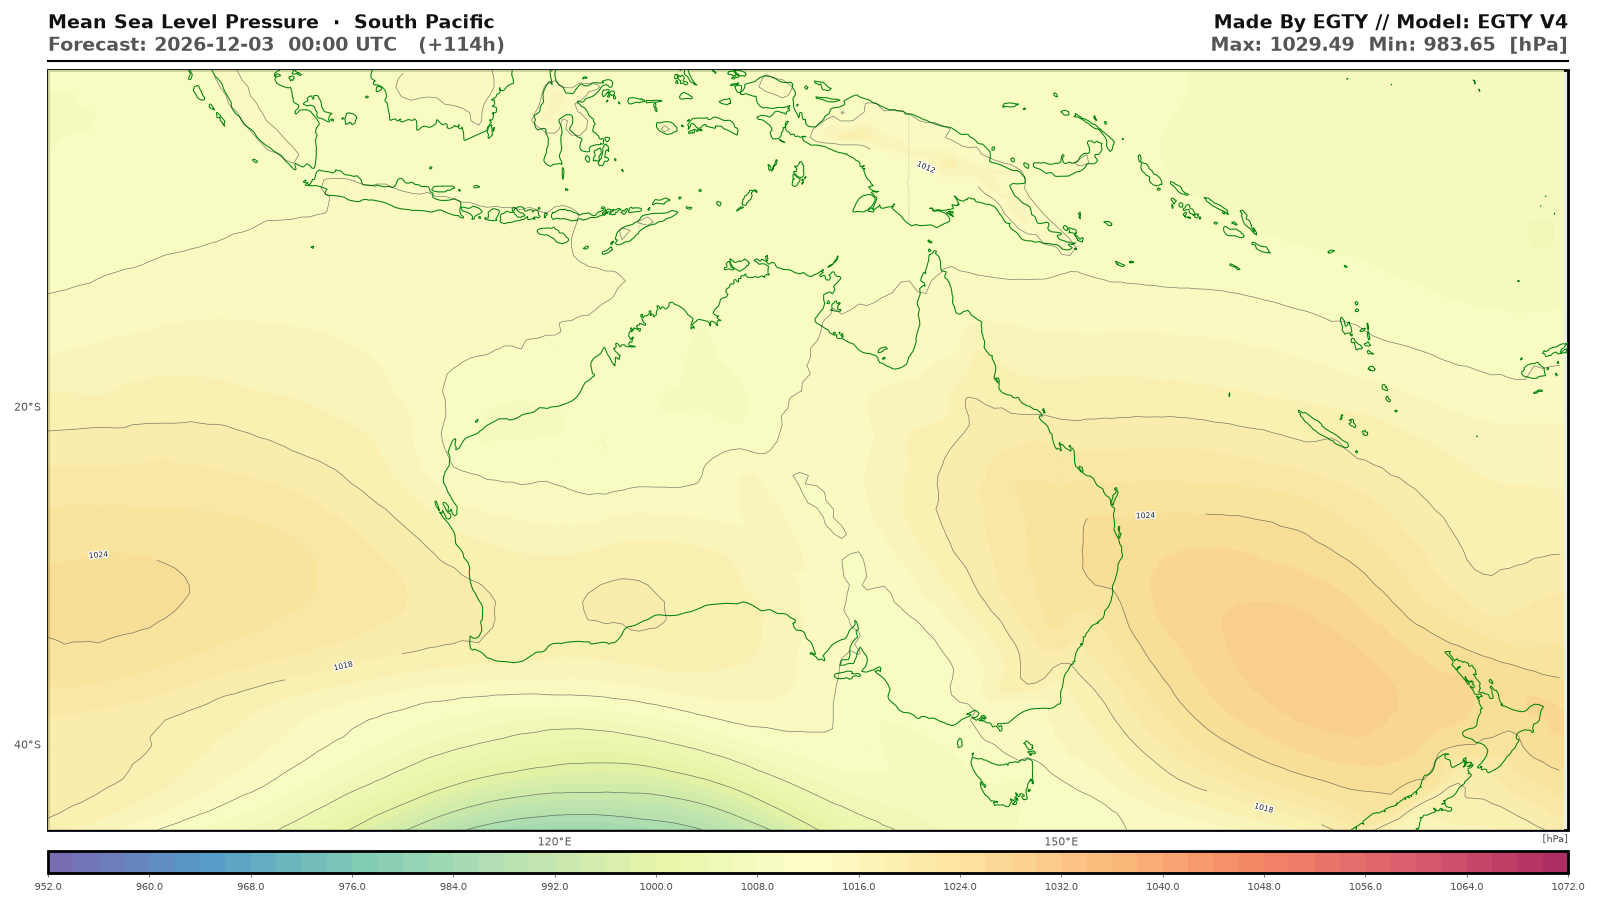 Mean Sea Level Pressure · South Pacific
Made By EGTY // Model: EGTY V4
Forecast: 2026-12-03 00:00 UTC (+114h)
Max: 1029.49 Min: 983.65 [hPa]
1012
20°S
1024
1024
1018
40°S
1018
120°E
150°E
[hPa]
952.0 960.0 968.0 976.0 984.0 992.0 1000.0 1008.0 1016.0 1024.0 1032.0 1040.0 1048.0 1056.0 1064.0 1072.0